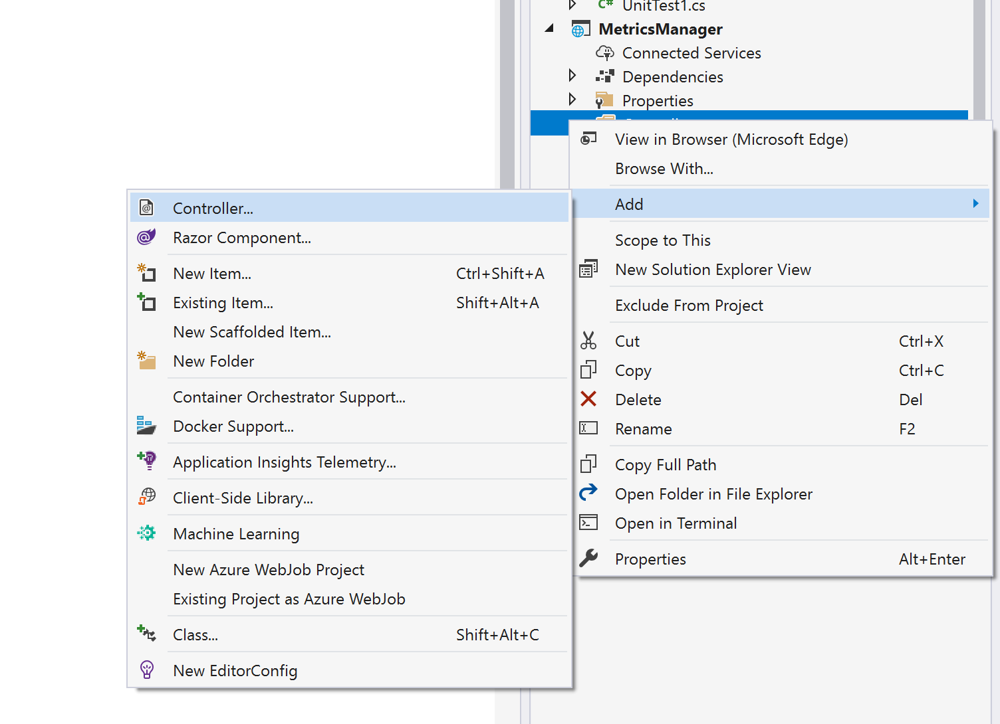 UnitTest1.cs
MetricsManager
Connected Services
Dependencies
Properties
View in Browser (Microsoft Edge)
Browse With...
Add
Scope to This
New Solution Explorer View
Exclude From Project
Cut Ctrl+X
Copy Ctrl+C
Delete Del
Rename F2
Copy Full Path
Open Folder in File Explorer
Open in Terminal
Properties Alt+Enter
Controller...
Razor Component...
New Item... Ctrl+Shift+A
Existing Item... Shift+Alt+A
New Scaffolded Item...
New Folder
Container Orchestrator Support...
Docker Support...
Application Insights Telemetry...
Client-Side Library...
Machine Learning
New Azure WebJob Project
Existing Project as Azure WebJob
Class... Shift+Alt+C
New EditorConfig